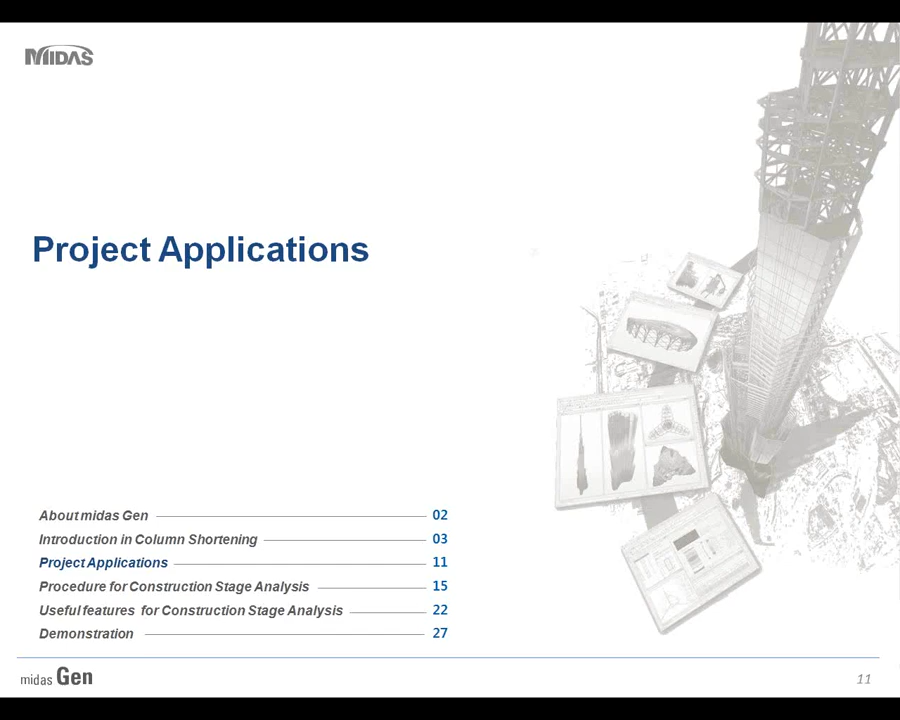 MIDAS
Project Applications
About midas Gen 02
Introduction in Column Shortening 03
Project Applications 11
Procedure for Construction Stage Analysis 15
Useful features for Construction Stage Analysis 22
Demonstration 27
midas Gen 11